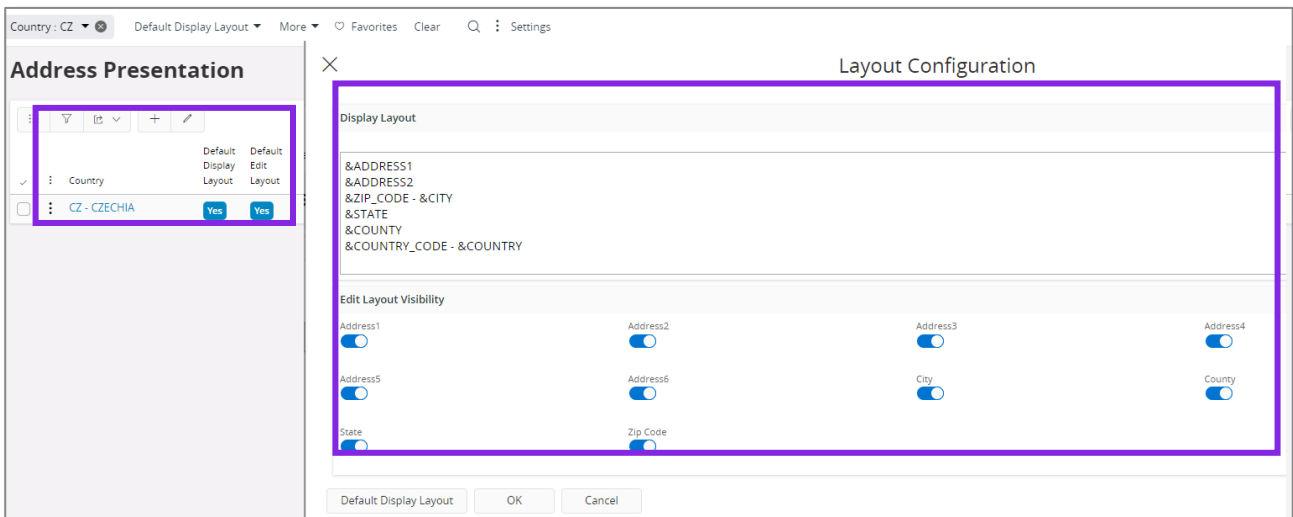 Country : CZ Default Display Layout More Favorites Clear Settings
Address Presentation
Country
Default Display Layout
Default Edit Layout
CZ - CZECHIA Yes Yes
Layout Configuration
Display Layout
&ADDRESS1
&ADDRESS2
&ZIP_CODE - &CITY
&STATE
&COUNTY
&COUNTRY_CODE - &COUNTRY
Edit Layout Visibility
Address1 Address2 Address3 Address4
Address5 Address6 City County
State Zip Code
Default Display Layout OK Cancel